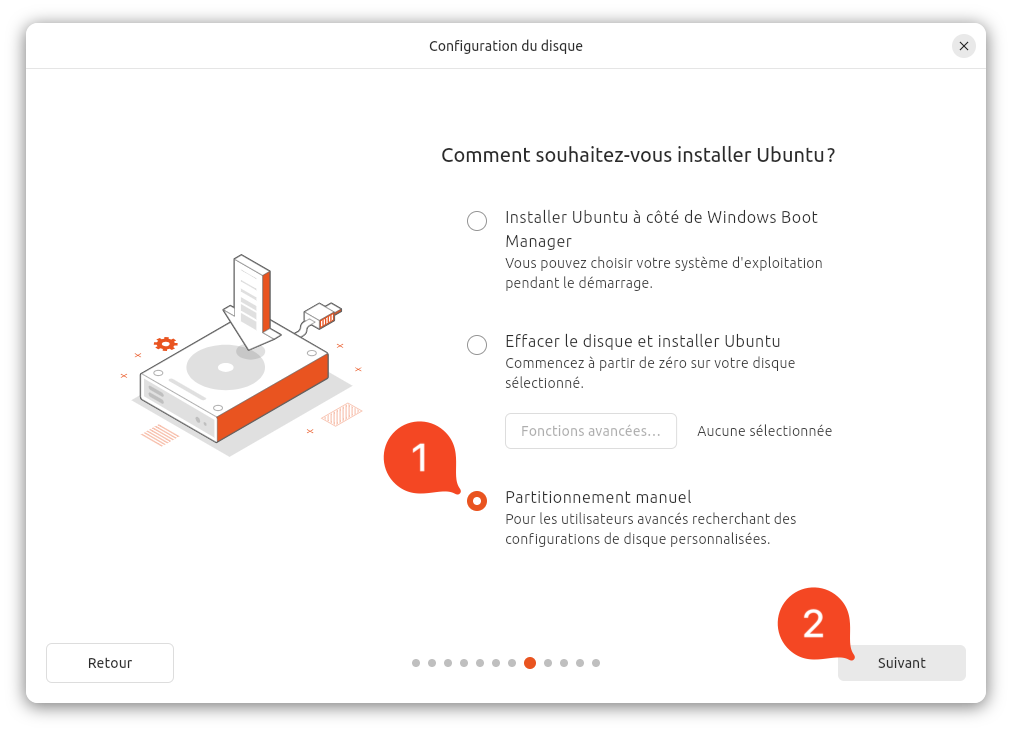 Configuration du disque
Comment souhaitez-vous installer Ubuntu ?
Installer Ubuntu à côté de Windows Boot
Manager
Vous pouvez choisir votre système d'exploitation
pendant le démarrage.
Effacer le disque et installer Ubuntu
Commencez à partir de zéro sur votre disque
sélectionné.
Fonctions avancées... Aucune sélectionnée
1
Partitionnement manuel
Pour les utilisateurs avancés recherchant des
configurations de disque personnalisées.
2
Retour
Suivant